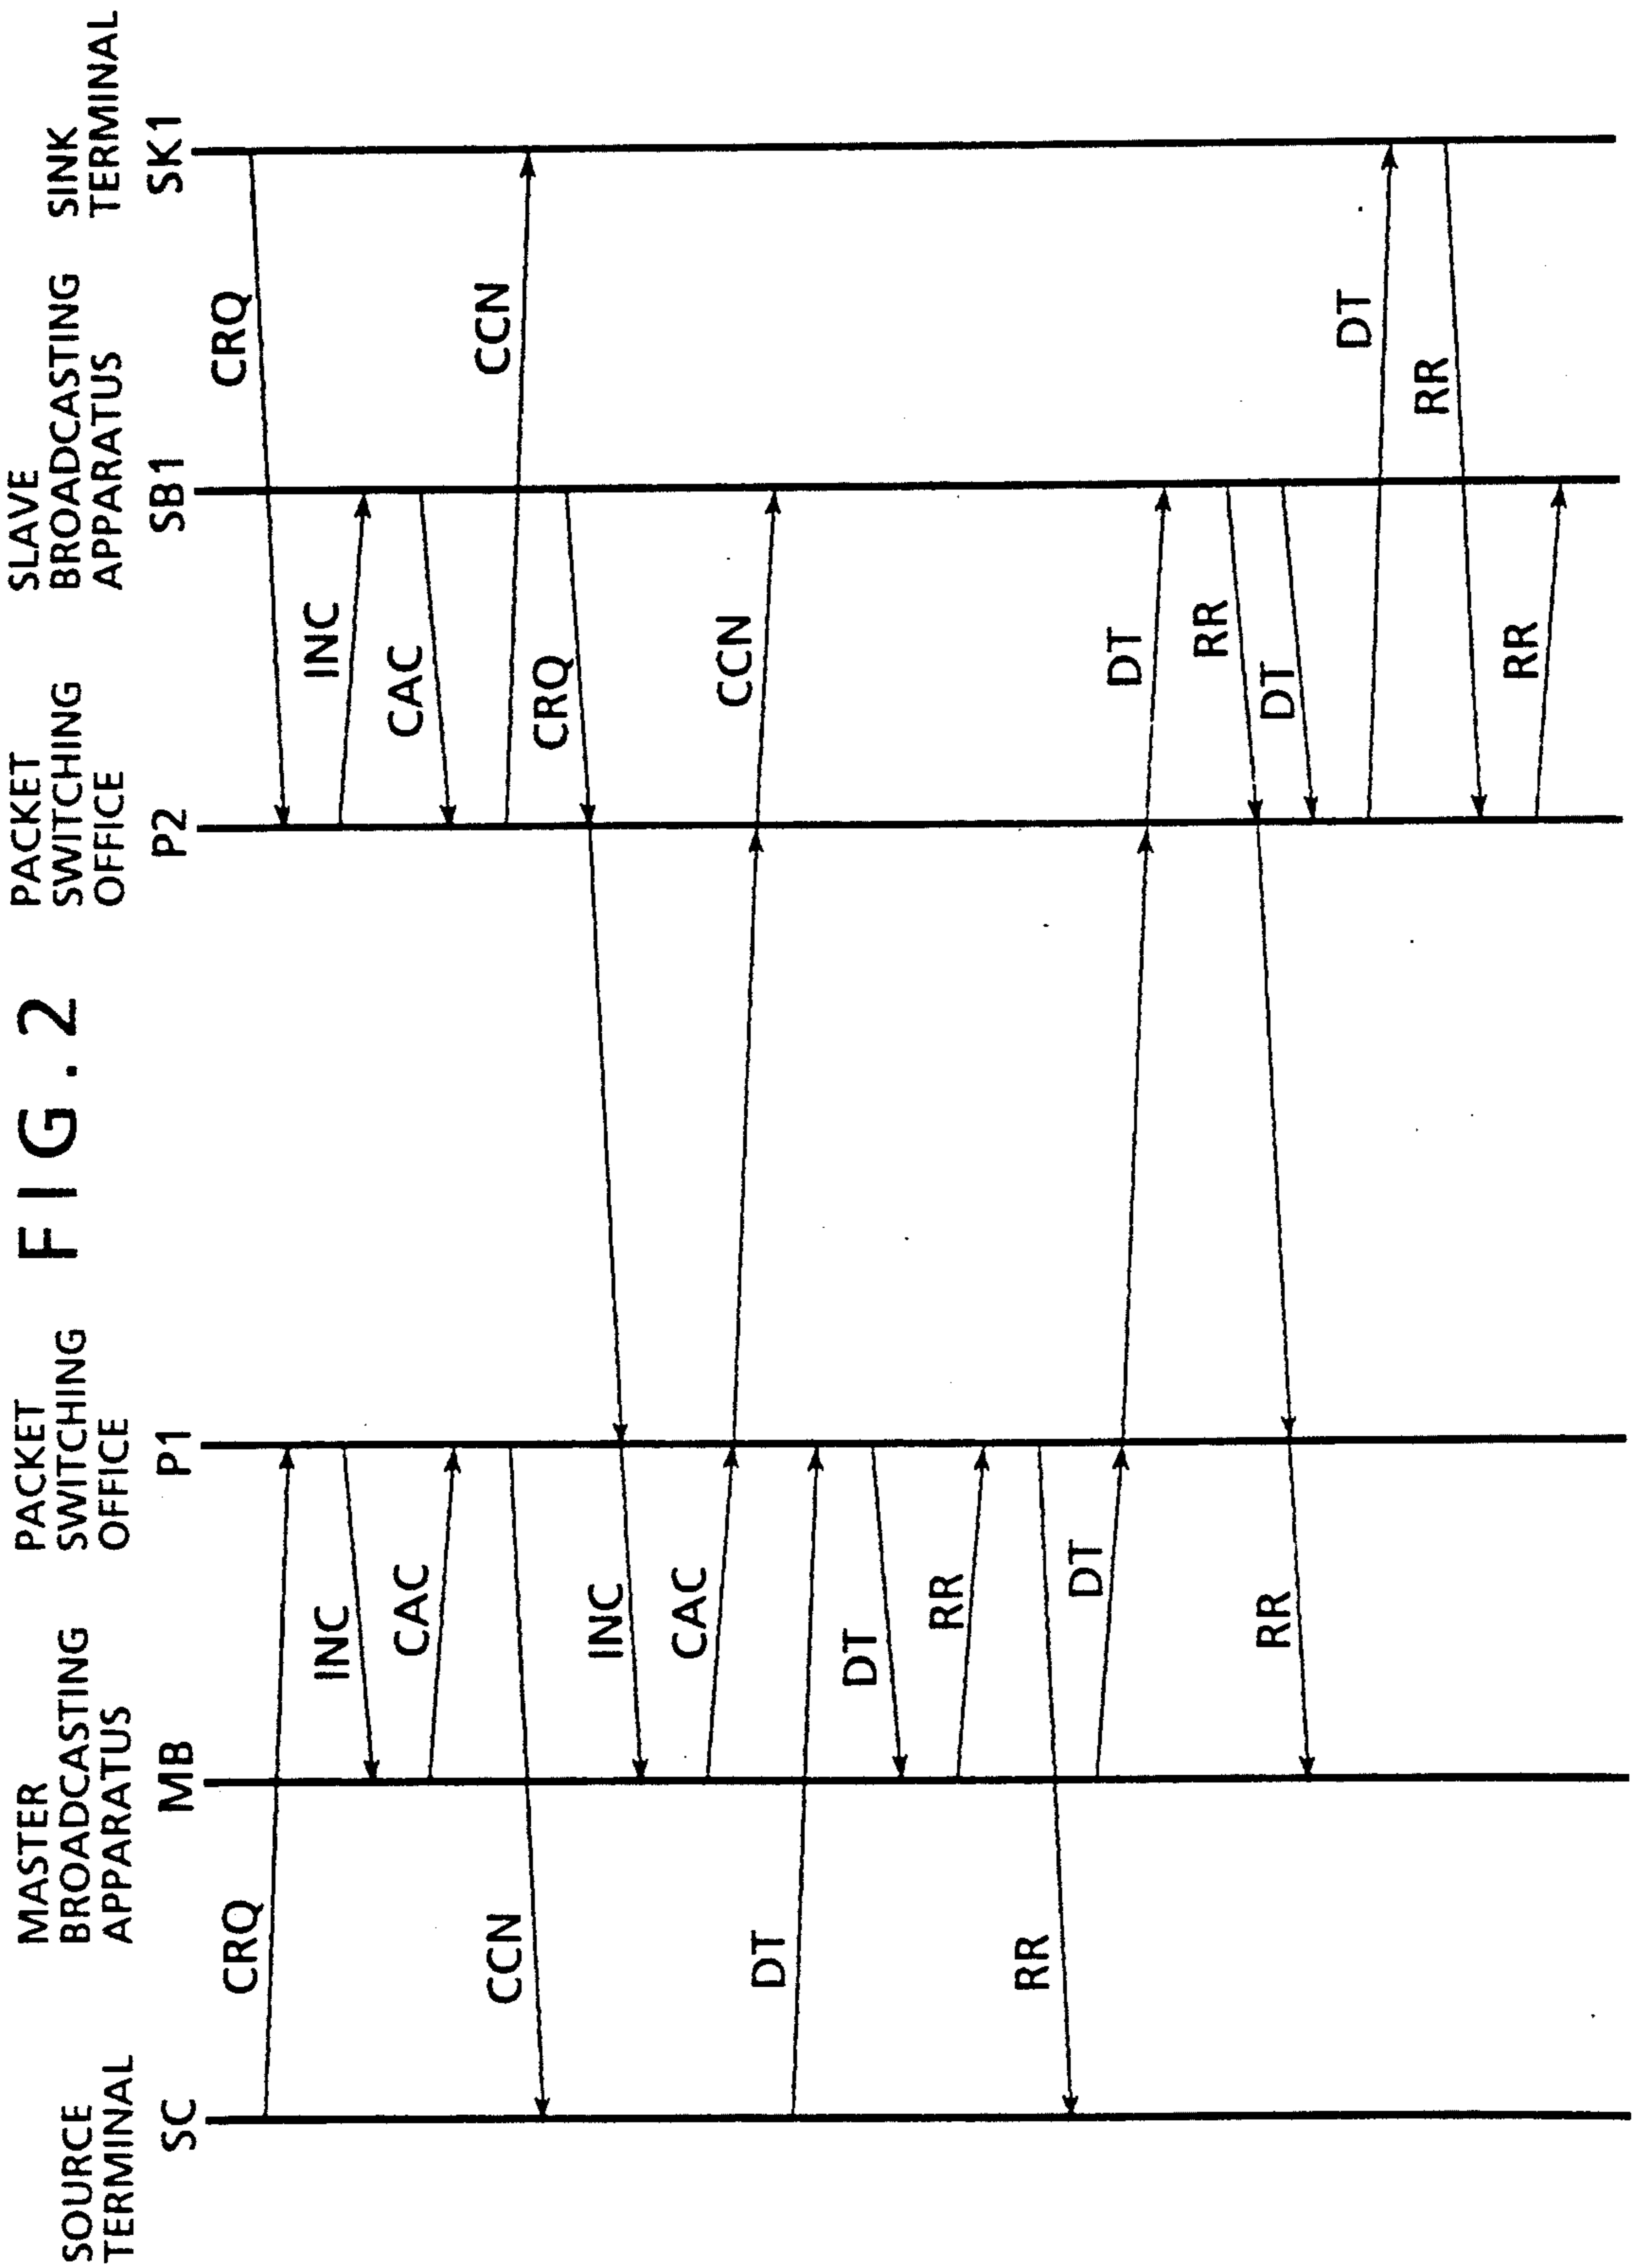 FIG.2
SOURCE
TERMINAL
SC
MASTER
BROADCASTING
APPARATUS
MB
PACKET
SWITCHING
OFFICE
P1
PACKET
SWITCHING
OFFICE
P2
SLAVE
BROADCASTING
APPARATUS
SB1
SINK
TERMINAL
SK1
CRQ
CRQ
INC
INC
CAC
CAC
CCN
CCN
CRQ
INC
CAC
CCN
DT
DT
RR
RR
DT
DT
RR
RR
DT
DT
RR
RR